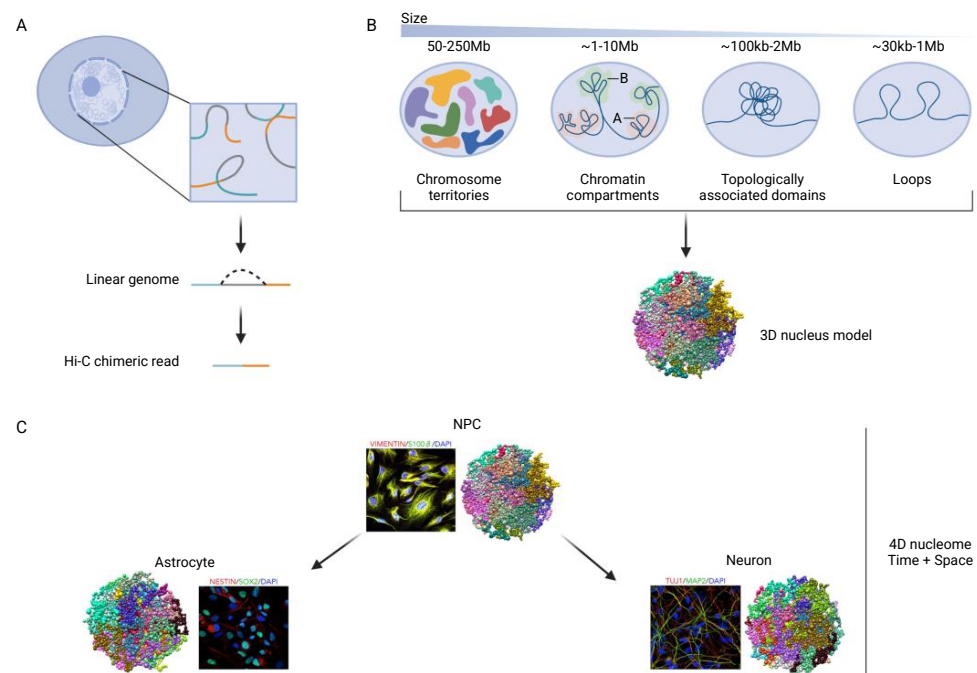 A
Linear genome
Hi-C chimeric read
B
Size
50-250Mb
~1-10Mb
~100kb-2Mb
~30kb-1Mb
B
A
Chromosome
territories
Chromatin
compartments
Topologically
associated domains
Loops
3D nucleus model
C
NPC
VIMENTIN/S100β/DAPI
Astrocyte
NESTIN/SOX2/DAPI
Neuron
TUJ1/MAP2/DAPI
4D nucleome
Time + Space